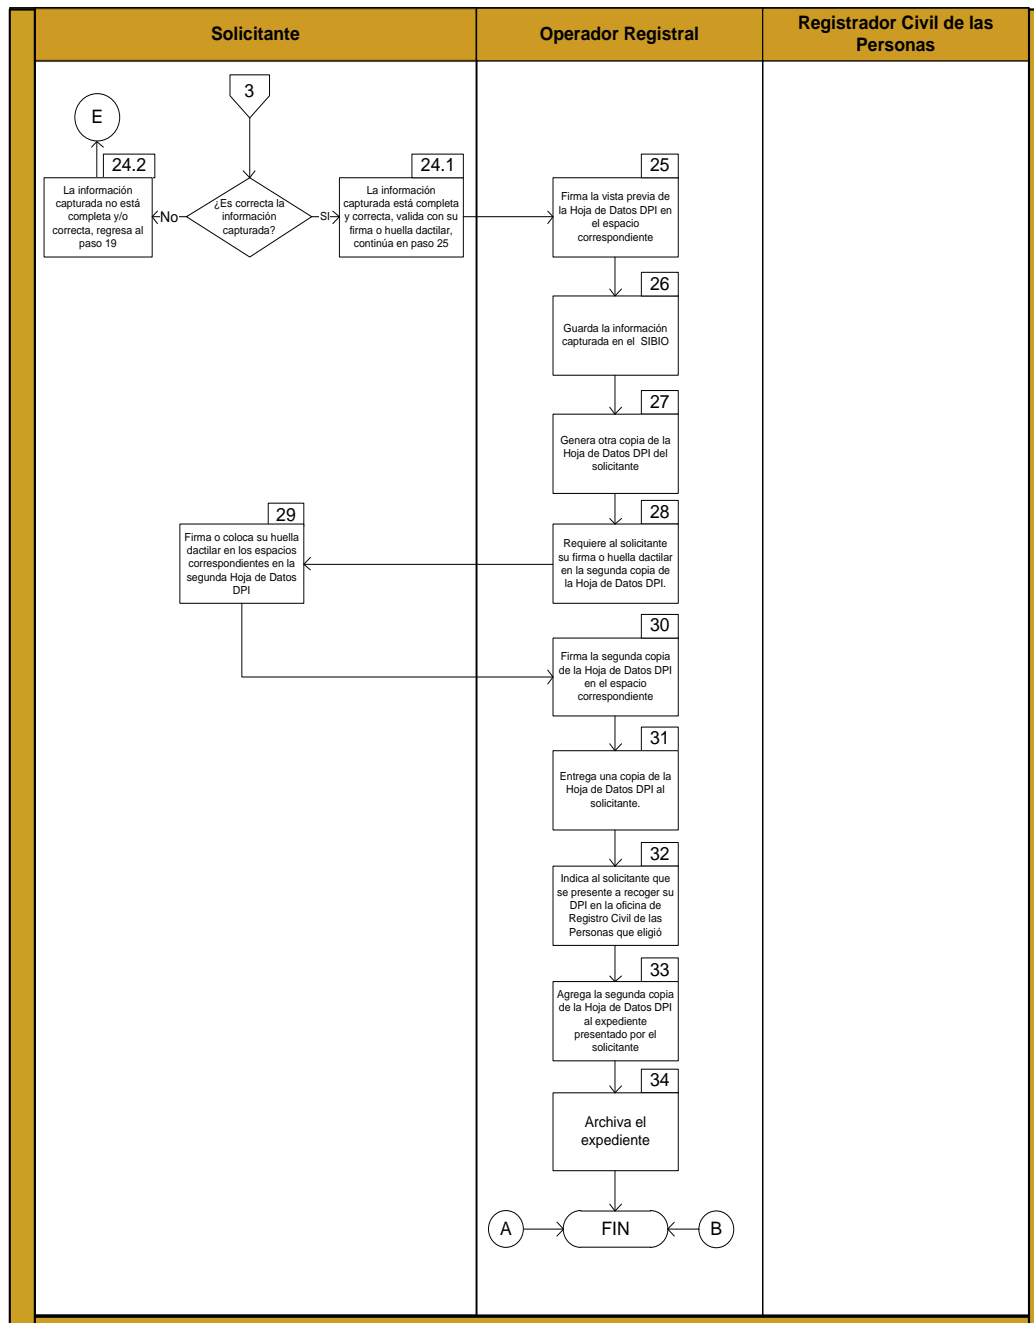 Solicitante
Operador Registral
Registrador Civil de las
Personas
3
E
24.2
La información
capturada no está
completa y/o
correcta, regresa al
paso 19
No
¿Es correcta la
información
capturada?
SI
24.1
La información
capturada está completa
y correcta, valida con su
firma o huella dactilar,
continúa en paso 25
25
Firma la vista previa de
la Hoja de Datos DPI en
el espacio
correspondiente
26
Guarda la información
capturada en el SIBIO
27
Genera otra copia de la
Hoja de Datos DPI del
solicitante
28
Requiere al solicitante
su firma o huella dactilar
en la segunda copia de
la Hoja de Datos DPI.
29
Firma o coloca su huella
dactilar en los espacios
correspondientes en la
segunda Hoja de Datos
DPI
30
Firma la segunda copia
de la Hoja de Datos DPI
en el espacio
correspondiente
31
Entrega una copia de la
Hoja de Datos DPI al
solicitante.
32
Indica al solicitante que
se presente a recoger su
DPI en la oficina de
Registro Civil de las
Personas que eligió
33
Agrega la segunda copia
de la Hoja de Datos DPI
al expediente
presentado por el
solicitante
34
Archiva el
expediente
A
FIN
B